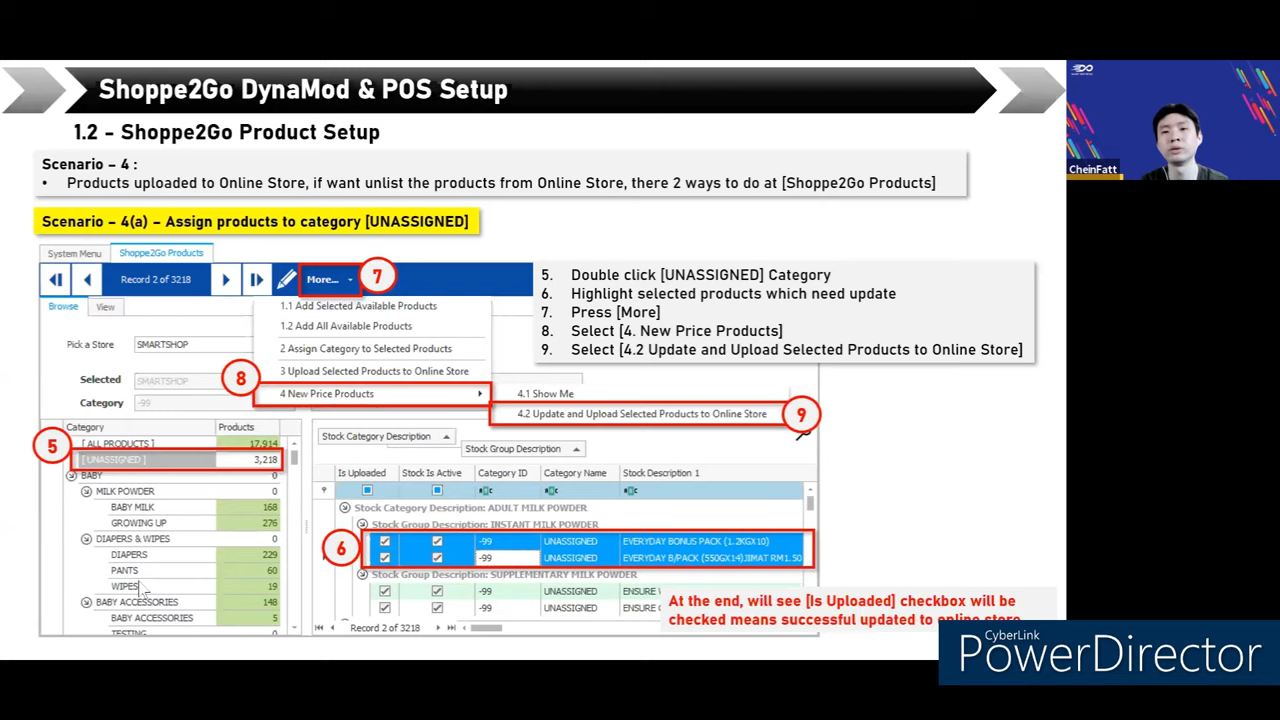 Shoppe2Go DynaMod & POS Setup
CheinFatt
1.2 - Shoppe2Go Product Setup
Scenario – 4 :
• Products uploaded to Online Store, if want unlist the products from Online Store, there 2 ways to do at [Shoppe2Go Products]
Scenario – 4(a) – Assign products to category [UNASSIGNED]
System Menu Shoppe2Go Products
Record 2 of 3218 More... 7
Browse View
1.1 Add Selected Available Products
1.2 Add All Available Products
Pick a Store SMARTSHOP
2 Assign Category to Selected Products
3 Upload Selected Products to Online Store
Selected SMARTSHOP
8 4 New Price Products
4.1 Show Me
Category -99
4.2 Update and Upload Selected Products to Online Store 9
5. Double click [UNASSIGNED] Category
6. Highlight selected products which need update
7. Press [More]
8. Select [4. New Price Products]
9. Select [4.2 Update and Upload Selected Products to Online Store]
Category Products
[ ALL PRODUCTS ] 17,914
5 [ UNASSIGNED ] 3,218
BABY 0
MILK POWDER 0
BABY MILK 168
GROWING UP 276
DIAPERS & WIPES 0
DIAPERS 229
PANTS 60
WIPES 19
BABY ACCESSORIES 148
BABY ACCESSORIES 5
TESTING
Stock Category Description
Stock Group Description
Is Uploaded Stock Is Active Category ID Category Name Stock Description 1
Stock Category Description: ADULT MILK POWDER
Stock Group Description: INSTANT MILK POWDER
6 -99 UNASSIGNED EVERYDAY BONUS PACK (1.2KGX10)
-99 UNASSIGNED EVERYDAY B/PACK (550GX14)JIMAT RM1.50
Stock Group Description: SUPPLEMENTARY MILK POWDER
-99 UNASSIGNED ENSURE
-99 UNASSIGNED ENSURE
Record 2 of 3218
At the end, will see [Is Uploaded] checkbox will be
checked means successful updated to online store
CyberLink
PowerDirector